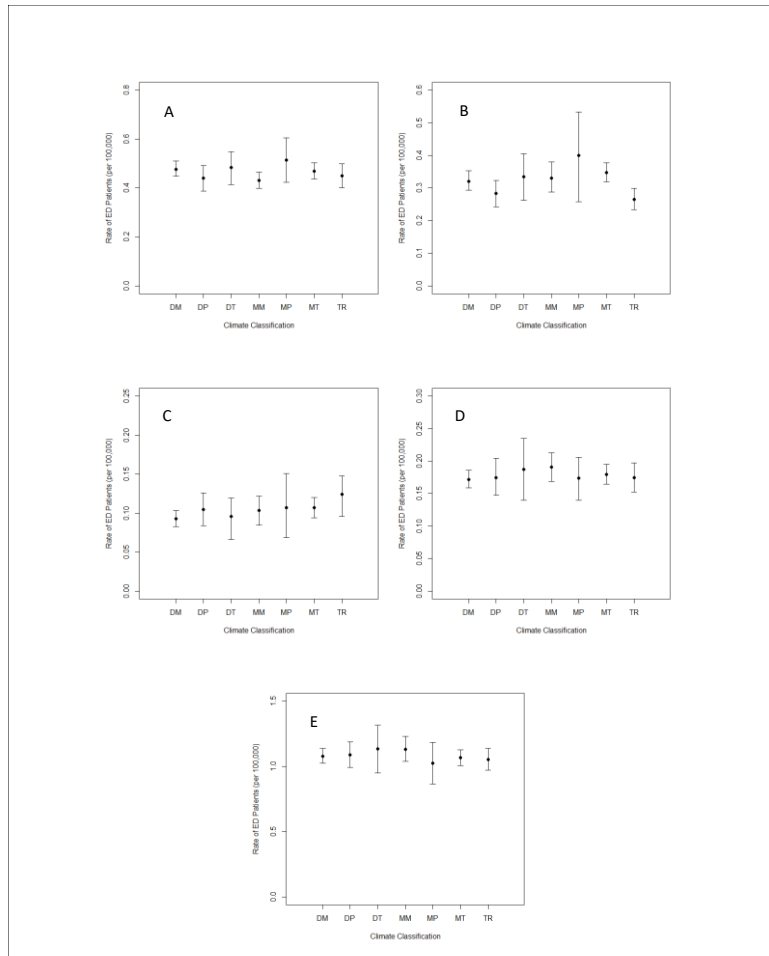 A
Rate of ED Patients (per 100,000)
0.8
0.6
0.4
0.2
0.0
DM DP DT MM MP MT TR
Climate Classification
B
Rate of ED Patients (per 100,000)
0.6
0.5
0.4
0.3
0.2
0.1
0.0
DM DP DT MM MP MT TR
Climate Classification
C
Rate of ED Patients (per 100,000)
0.25
0.20
0.15
0.10
0.05
0.00
DM DP DT MM MP MT TR
Climate Classification
D
Rate of ED Patients (per 100,000)
0.30
0.25
0.20
0.15
0.10
0.05
0.00
DM DP DT MM MP MT TR
Climate Classification
E
Rate of ED Patients (per 100,000)
1.5
1.0
0.5
0.0
DM DP DT MM MP MT TR
Climate Classification